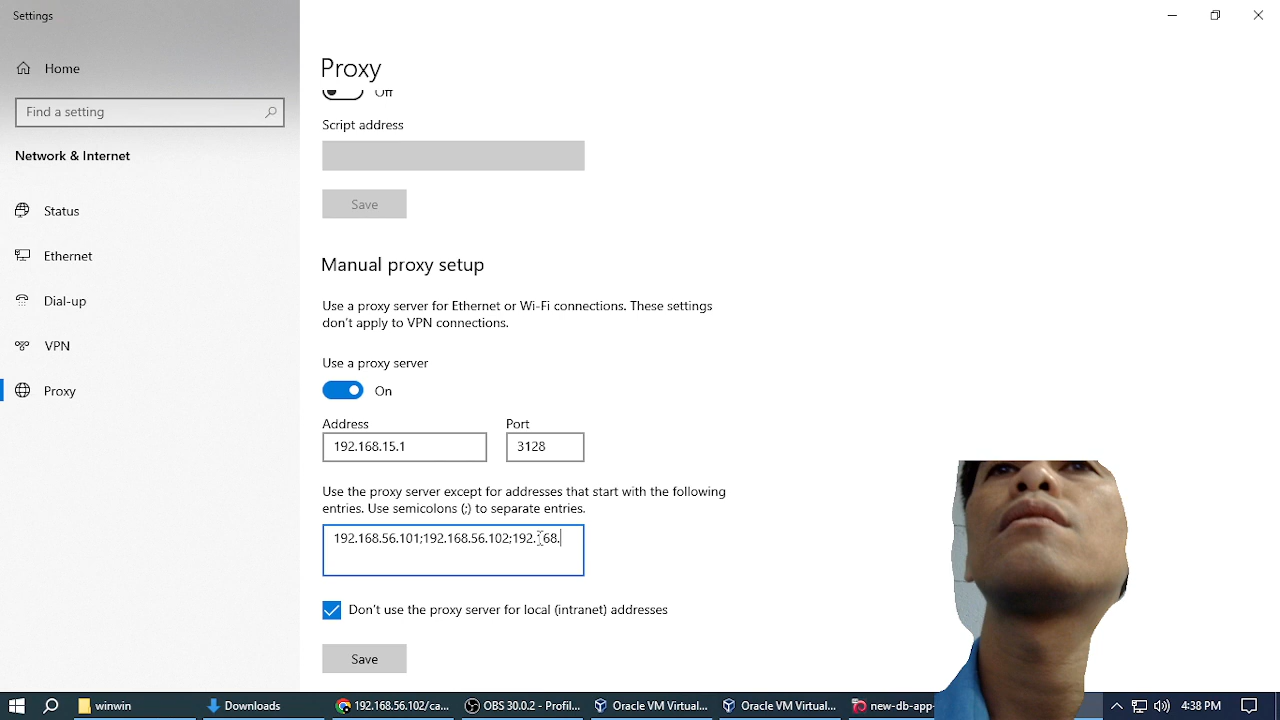 Settings
Home
Find a setting
Network & Internet
Status
Ethernet
Dial-up
VPN
Proxy
Proxy
Off
Script address
Save
Manual proxy setup
Use a proxy server for Ethernet or Wi-Fi connections. These settings
don't apply to VPN connections.
Use a proxy server
On
Address Port
192.168.15.1 3128
Use the proxy server except for addresses that start with the following
entries. Use semicolons (;) to separate entries.
192.168.56.101;192.168.56.102;192.168.
Don't use the proxy server for local (intranet) addresses
Save
winwin Downloads 192.168.56.102/ca... OBS 30.0.2 - Profil... Oracle VM Virtual... Oracle VM Virtual... new-db-app- 4:38 PM